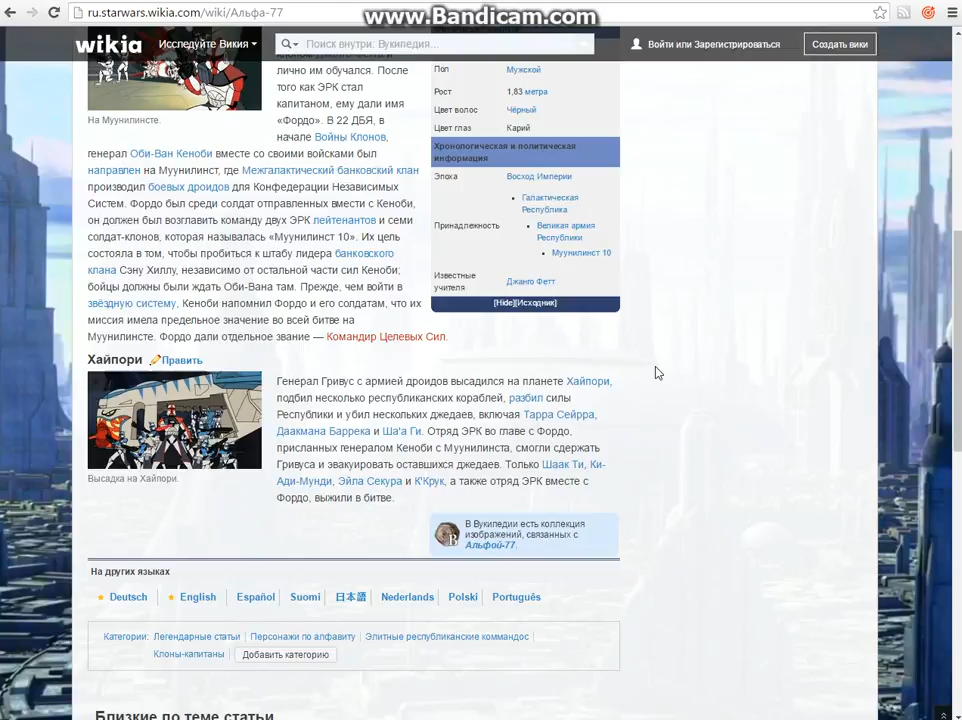 ru.starwars.wikia.com/wiki/Альфа-77
www.Bandicam.com
wikia
Исследуйте Викия
Поиск внутри: Вукипедия...
Войти или Зарегистрироваться
Создать вики
лично им обучался. После
того как ЭРК стал
капитаном, ему дали имя
«Фордо». В 22 ДБЯ, в
начале Войны Клонов,
генерал Оби-Ван Кеноби вместе со своими войсками был
направлен на Муунилинст, где Межгалактический банковский клан
производил боевых дроидов для Конфедерации Независимых
Систем. Фордо был среди солдат отправленных вместе с Кеноби,
он должен был возглавить команду двух ЭРК лейтенантов и семи
солдат-клонов, которая называлась «Муунилинст 10». Их цель
состояла в том, чтобы пробиться к штабу лидера банковского
клана Сэну Хиллу, независимо от остальной части сил Кеноби;
бойцы должны были ждать Оби-Вана там. Прежде, чем войти в
звёздную систему, Кеноби напомнил Фордо и его солдатам, что их
миссия имела предельное значение во всей битве на
Муунилинсте. Фордо дали отдельное звание — Командир Целевых Сил.
На Муунилинсте.
Пол Мужской
Рост 1,83 метра
Цвет волос Чёрный
Цвет глаз Карий
Хронологическая и политическая
информация
Эпоха Восход Империи
Принадлежность
Галактическая
Республика
Великая армия
Республики
Муунилинст 10
Известные
учителя
Джанго Фетт
[Hide][Исходник]
Хайпори Править
Генерал Гривус с армией дроидов высадился на планете Хайпори,
подбил несколько республиканских кораблей, разбил силы
Республики и убил нескольких джедаев, включая Тарра Сейрра,
Даакмана Баррека и Ша'а Ги. Отряд ЭРК во главе с Фордо,
присланных генералом Кеноби с Муунилинста, смогли сдержать
Гривуса и эвакуировать оставшихся джедаев. Только Шаак Ти, Ки-
Ади-Мунди, Эйла Секура и К'Крук, а также отряд ЭРК вместе с
Фордо, выжили в битве.
Высадка на Хайпори.
В Вукипедии есть коллекция
изображений, связанных с
Альфой-77.
На других языках
Deutsch English Español Suomi 日本語 Nederlands Polski Português
Категории: Легендарные статьи Персонажи по алфавиту Элитные республиканские коммандос
Клоны-капитаны Добавить категорию
Близкие по теме статьи